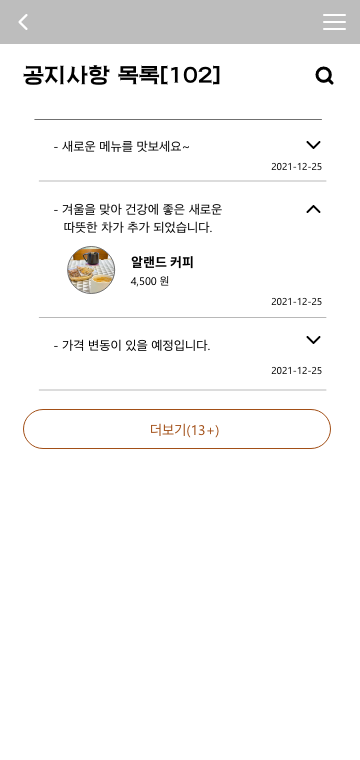 공지사항 목록[102]
- 새로운 메뉴를 맛보세요~
2021-12-25
- 겨울을 맞아 건강에 좋은 새로운
따뜻한 차가 추가 되었습니다.
알랜드 커피
4,500 원
2021-12-25
- 가격 변동이 있을 예정입니다.
2021-12-25
더보기(13+)